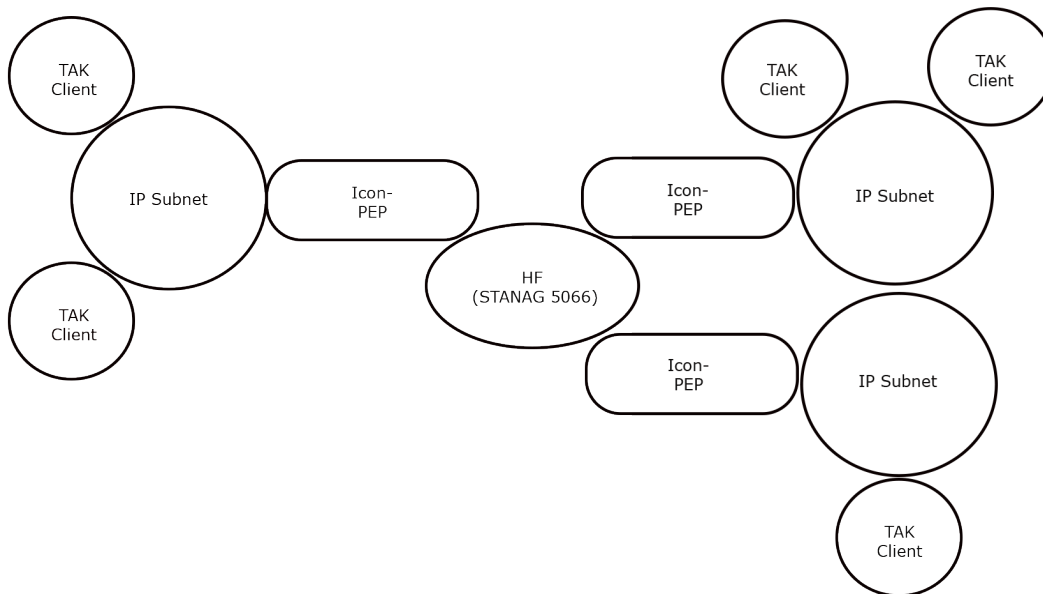 TAK
Client
IP Subnet
Icon-
PEP
TAK
Client
HF
(STANAG 5066)
TAK
Client
TAK
Client
Icon-
PEP
IP Subnet
Icon-
PEP
IP Subnet
TAK
Client